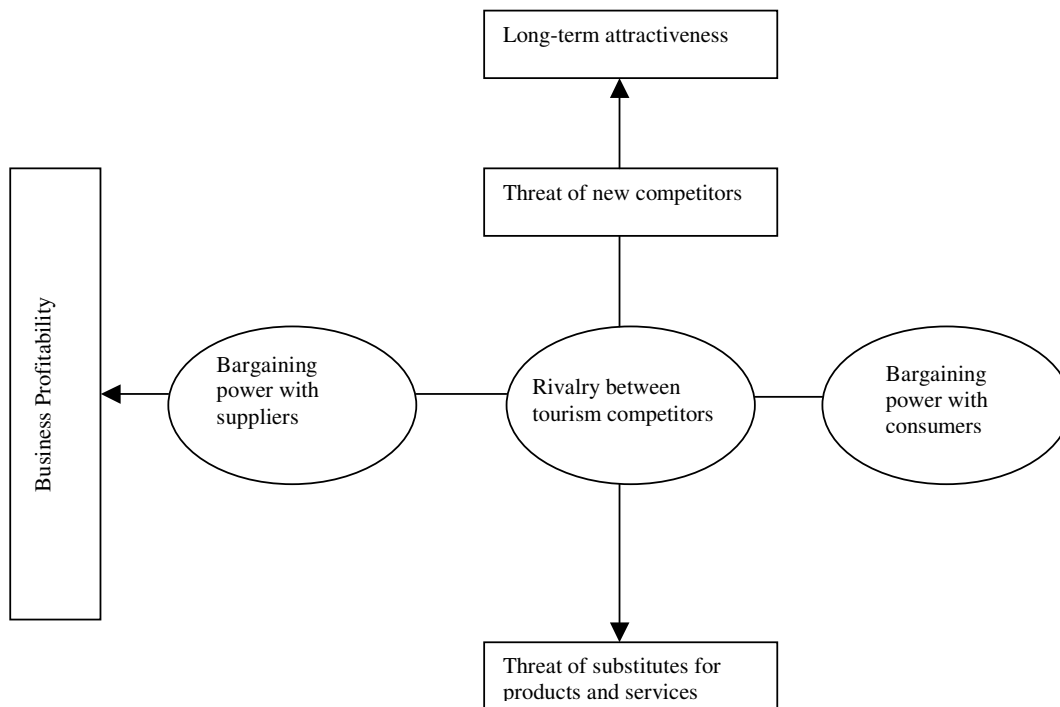 Long-term attractiveness
Threat of new competitors
Business Profitability
Bargaining
power with
suppliers
Rivalry between
tourism competitors
Bargaining
power with
consumers
Threat of substitutes for
products and services